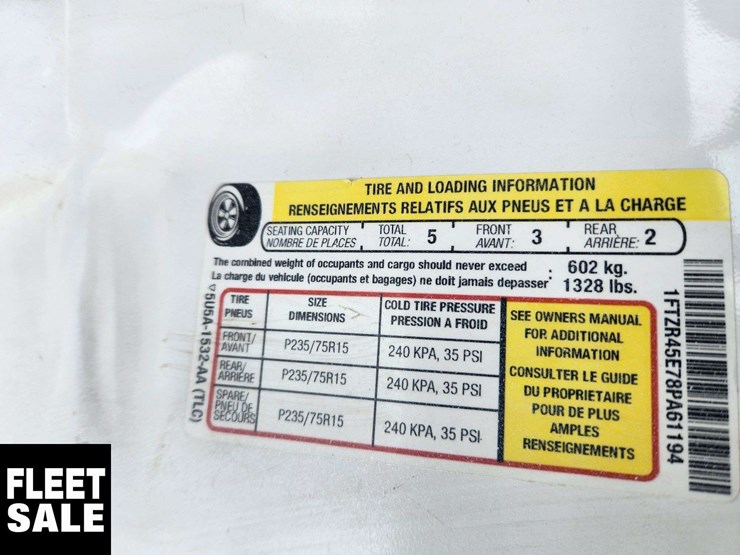 TIRE AND LOADING INFORMATION
RENSEIGNEMENTS RELATIFS AUX PNEUS ET A LA CHARGE
SEATING CAPACITY TOTAL 5 FRONT 3 REAR 2
NOMBRE DE PLACES TOTAL: AVANT: ARRIÈRE:
The combined weight of occupants and cargo should never exceed : 602 kg.
La charge du vehicule (occupants et bagages) ne doit jamais depasser 1328 lbs.
TIRE SIZE COLD TIRE PRESSURE
PNEUS DIMENSIONS PRESSION A FROID
FRONT/
AVANT P235/75R15 240 KPA, 35 PSI
REAR/
ARRIÈRE P235/75R15 240 KPA, 35 PSI
SPARE/
PNEU DE
SECOURS P235/75R15 240 KPA, 35 PSI
SEE OWNERS MANUAL
FOR ADDITIONAL
INFORMATION
CONSULTER LE GUIDE
DU PROPRIETAIRE
POUR DE PLUS
AMPLES
RENSEIGNEMENTS
5U5A-1532-AA (TLC)
1FTZR45E78PA61194
FLEET
SALE